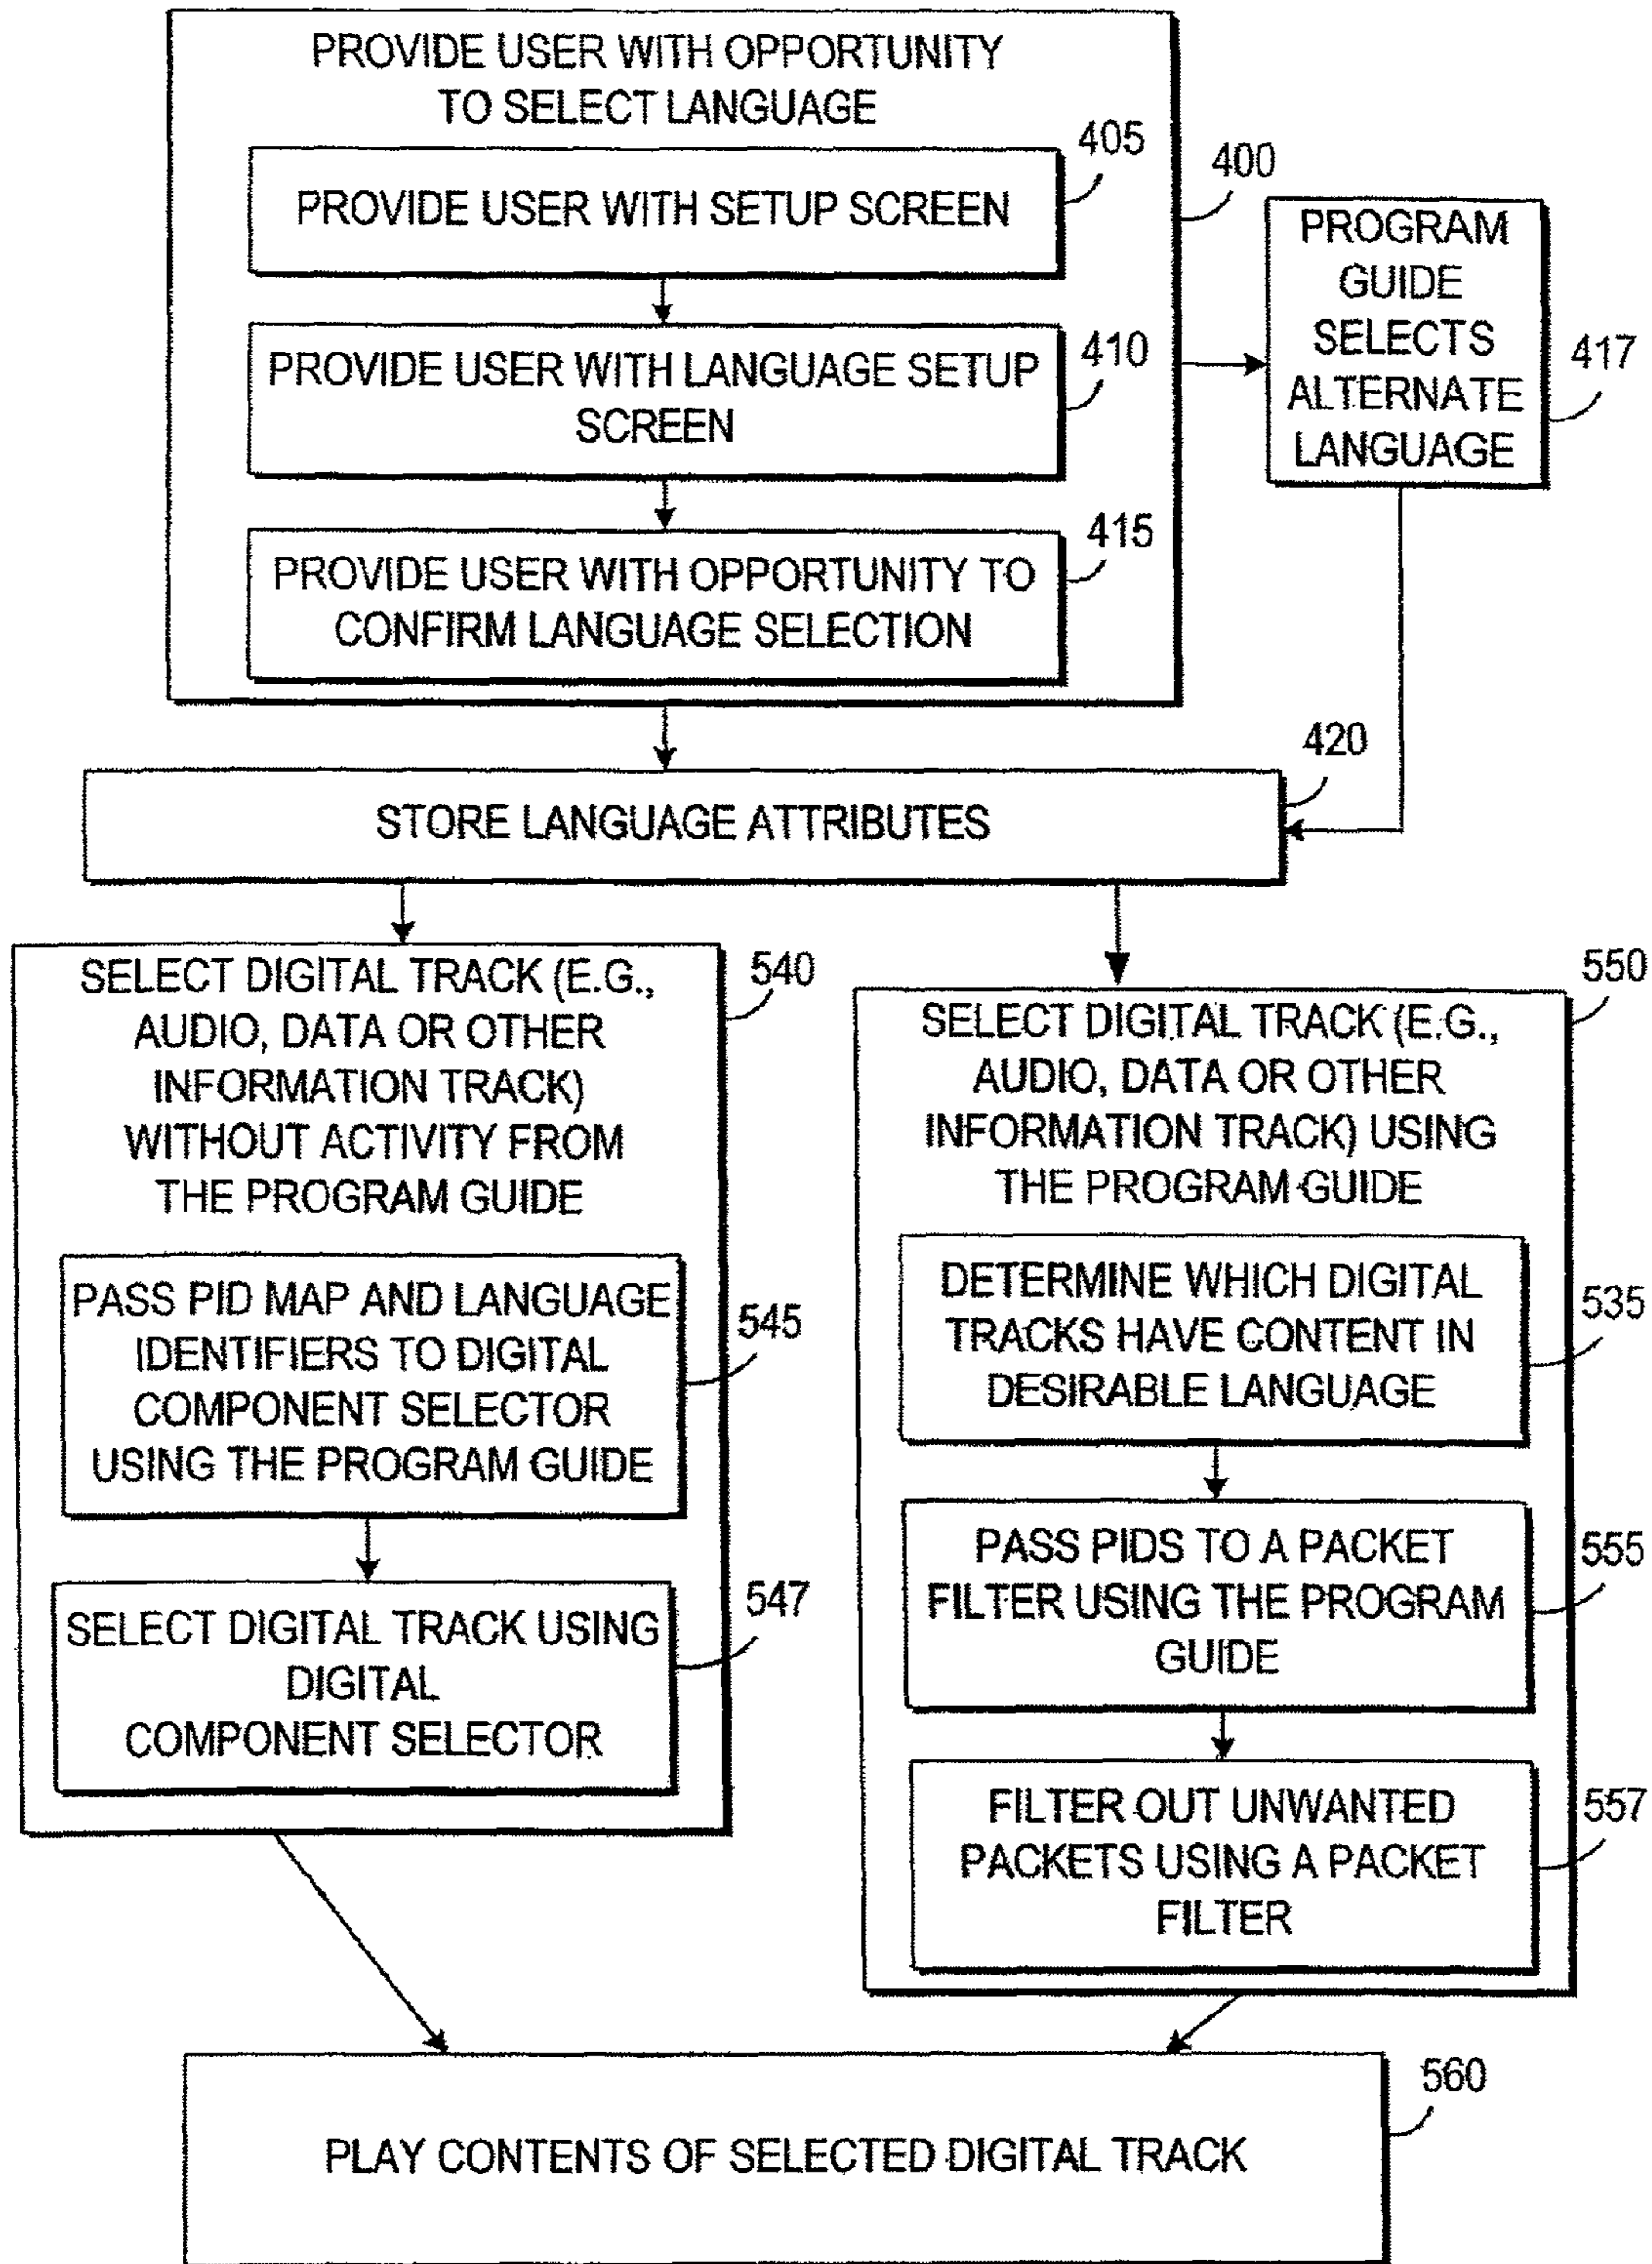 PROVIDE USER WITH OPPORTUNITY
TO SELECT LANGUAGE
405
400
PROVIDE USER WITH SETUP SCREEN
PROGRAM
GUIDE
SELECTS
ALTERNATE
LANGUAGE
417
PROVIDE USER WITH LANGUAGE SETUP
SCREEN
410
415
PROVIDE USER WITH OPPORTUNITY TO
CONFIRM LANGUAGE SELECTION
420
STORE LANGUAGE ATTRIBUTES
SELECT DIGITAL TRACK (E.G.,
AUDIO, DATA OR OTHER
INFORMATION TRACK)
WITHOUT ACTIVITY FROM
THE PROGRAM GUIDE
540
PASS PID MAP AND LANGUAGE
IDENTIFIERS TO DIGITAL
COMPONENT SELECTOR
USING THE PROGRAM GUIDE
545
SELECT DIGITAL TRACK USING
DIGITAL
COMPONENT SELECTOR
547
550
SELECT DIGITAL TRACK (E.G.,
AUDIO, DATA OR OTHER
INFORMATION TRACK) USING
THE PROGRAM GUIDE
DETERMINE WHICH DIGITAL
TRACKS HAVE CONTENT IN
DESIRABLE LANGUAGE
535
PASS PIDS TO A PACKET
FILTER USING THE PROGRAM
GUIDE
555
FILTER OUT UNWANTED
PACKETS USING A PACKET
FILTER
557
560
PLAY CONTENTS OF SELECTED DIGITAL TRACK